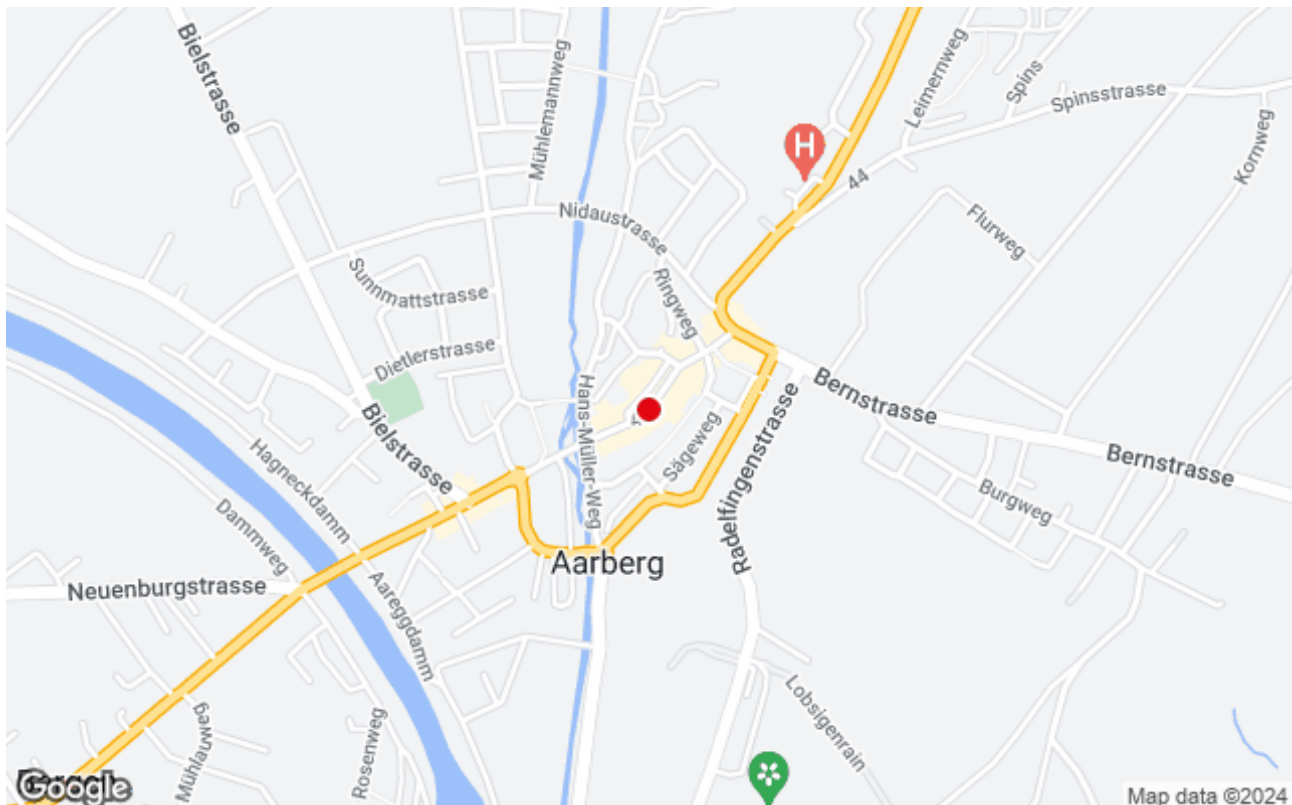 Bielstrasse
Mühlemannweg
Leimernweg
Spins
Spinsstrasse
Kornweg
H
44
Nidaustrasse
Flurweg
Sunnmattstrasse
Ringweg
Dietlerstrasse
Hans-Müller-Weg
Bernstrasse
Bielstrasse
Sägeweg
Radelfingenstrasse
Bernstrasse
Hagneckdamm
Burgweg
Dammweg
Aarberg
Neuenburgstrasse
Aareggdamm
Lobsigenrain
Mühlauweg
Rosenweg
Google
Map data ©2024